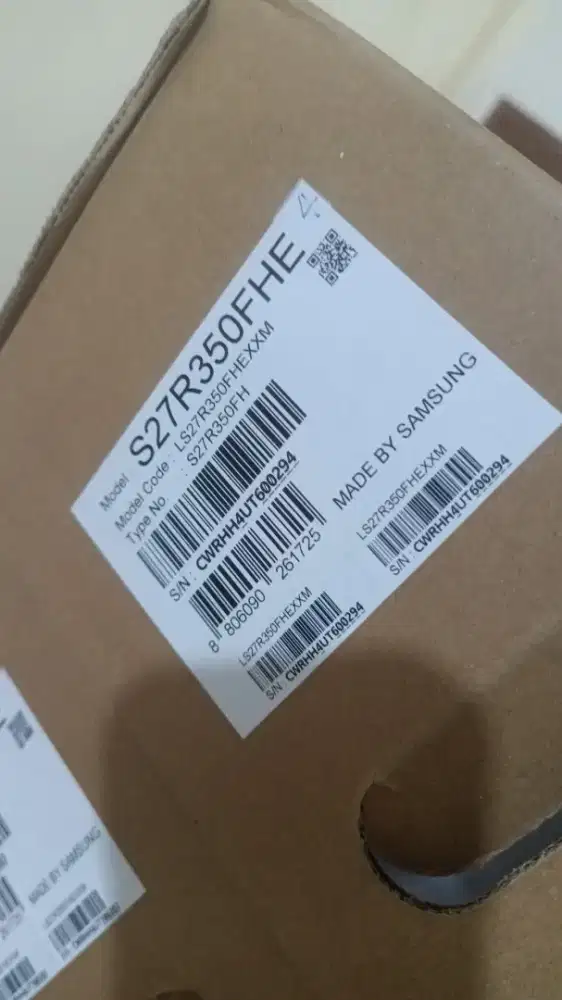 Model S27R350FHE
Model Code : LS27R350FHEXXM
Type No. : S27R350FH
S/N : CWRHH4UT600294
8 806090 261725
MADE BY SAMSUNG
LS27R350FHEXXM
S/N : CWRHH4UT600294
LS27R350FHEXXM
S/N : CWRHH4UT600294
MADE BY SAMSUNG